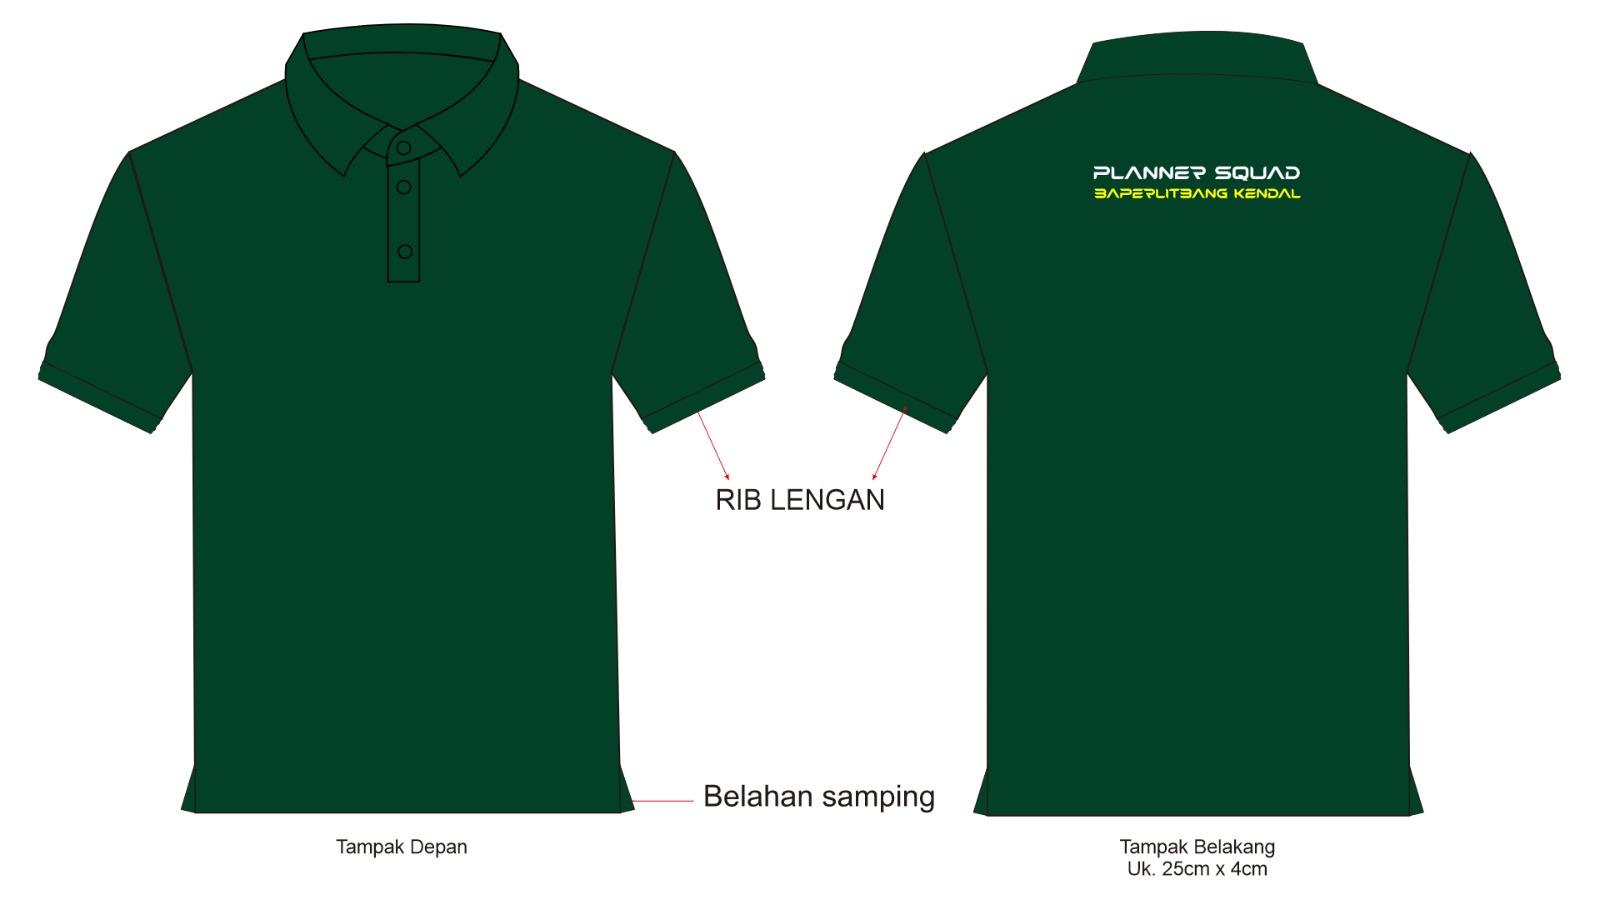 PLANNER SQUAD
BAPERLITBANG KENDAL
RIB LENGAN
Belahan samping
Tampak Depan
Tampak Belakang
Uk. 25cm x 4cm